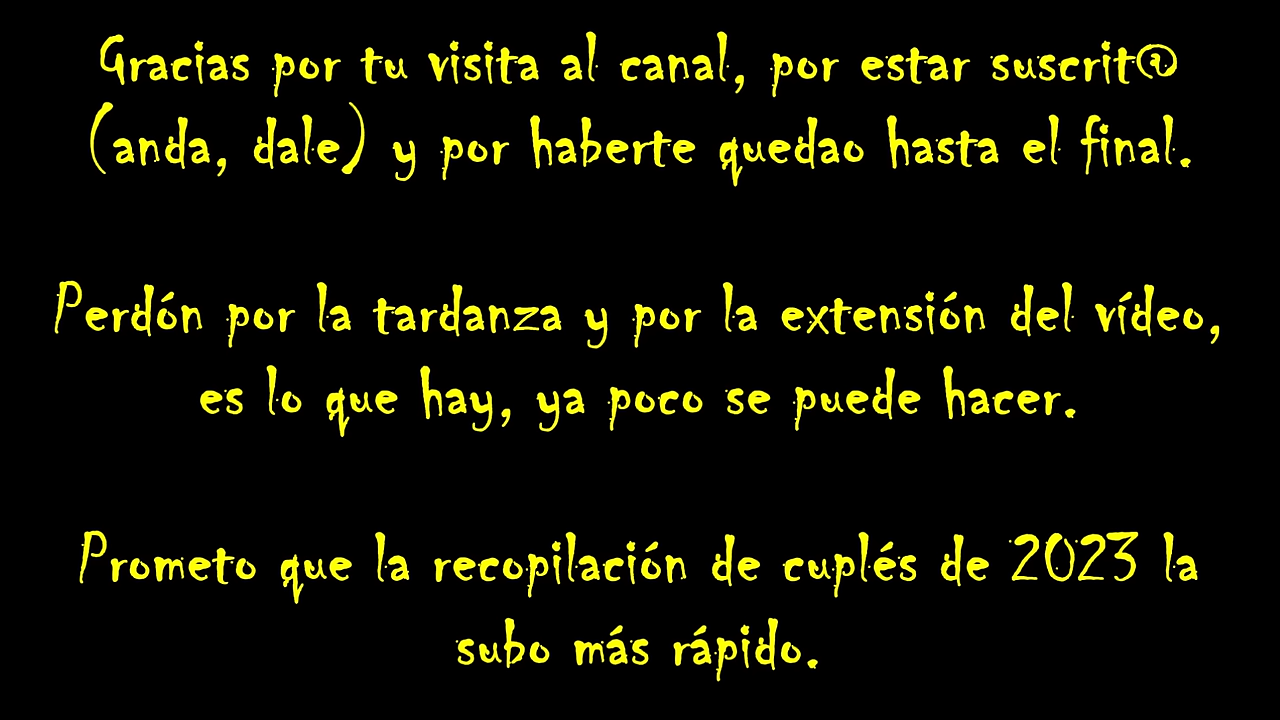 Gracias por tu visita al canal, por estar suscrit@
(anda, dale) y por haberte quedao hasta el final.
Perdón por la tardanza y por la extensión del vídeo,
es lo que hay, ya poco se puede hacer.
Prometo que la recopilación de cuplés de 2023 la
subo más rápido.